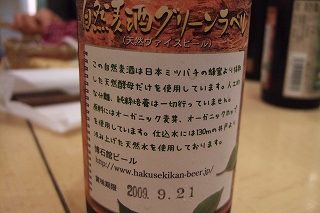 自然麦酒グリーンラベル
(天然ヴァイスビール)
この自然麦酒は日本ミツバチの蜂蜜より採取
した天然酵母だけを使用しています。人工的
な分離、純粋培養は一切行っていません。
原料にはオーガニック麦芽、オーガニックホップ
を使用しています。仕込水には130mの井戸より
汲み上げた天然水を使用しております。
博石館ビール
http://www.hakusekikan-beer.jp/
賞味期限
2009. 9.21